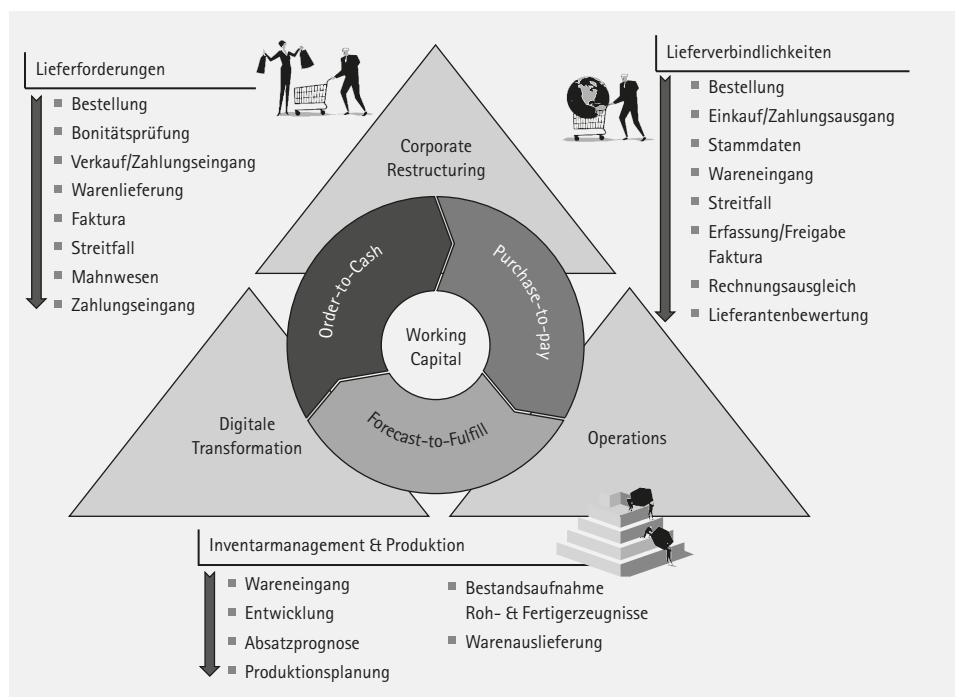 Lieferforderungen
Bestellung
Bonitätsprüfung
Verkauf/Zahlungseingang
Warenlieferung
Faktura
Streitfall
Mahnwesen
Zahlungseingang
Lieferverbindlichkeiten
Bestellung
Einkauf/Zahlungsausgang
Stammdaten
Wareneingang
Streitfall
Erfassung/Freigabe
Faktura
Rechnungsausgleich
Lieferantenbewertung
Corporate
Restructuring
Order-to-Cash
Purchase-to-pay
Working
Capital
Forecast-to-Fulfill
Digitale
Transformation
Operations
Inventarmanagement & Produktion
Wareneingang
Entwicklung
Absatzprognose
Produktionsplanung
Bestandsaufnahme
Roh- & Fertigerzeugnisse
Warenauslieferung